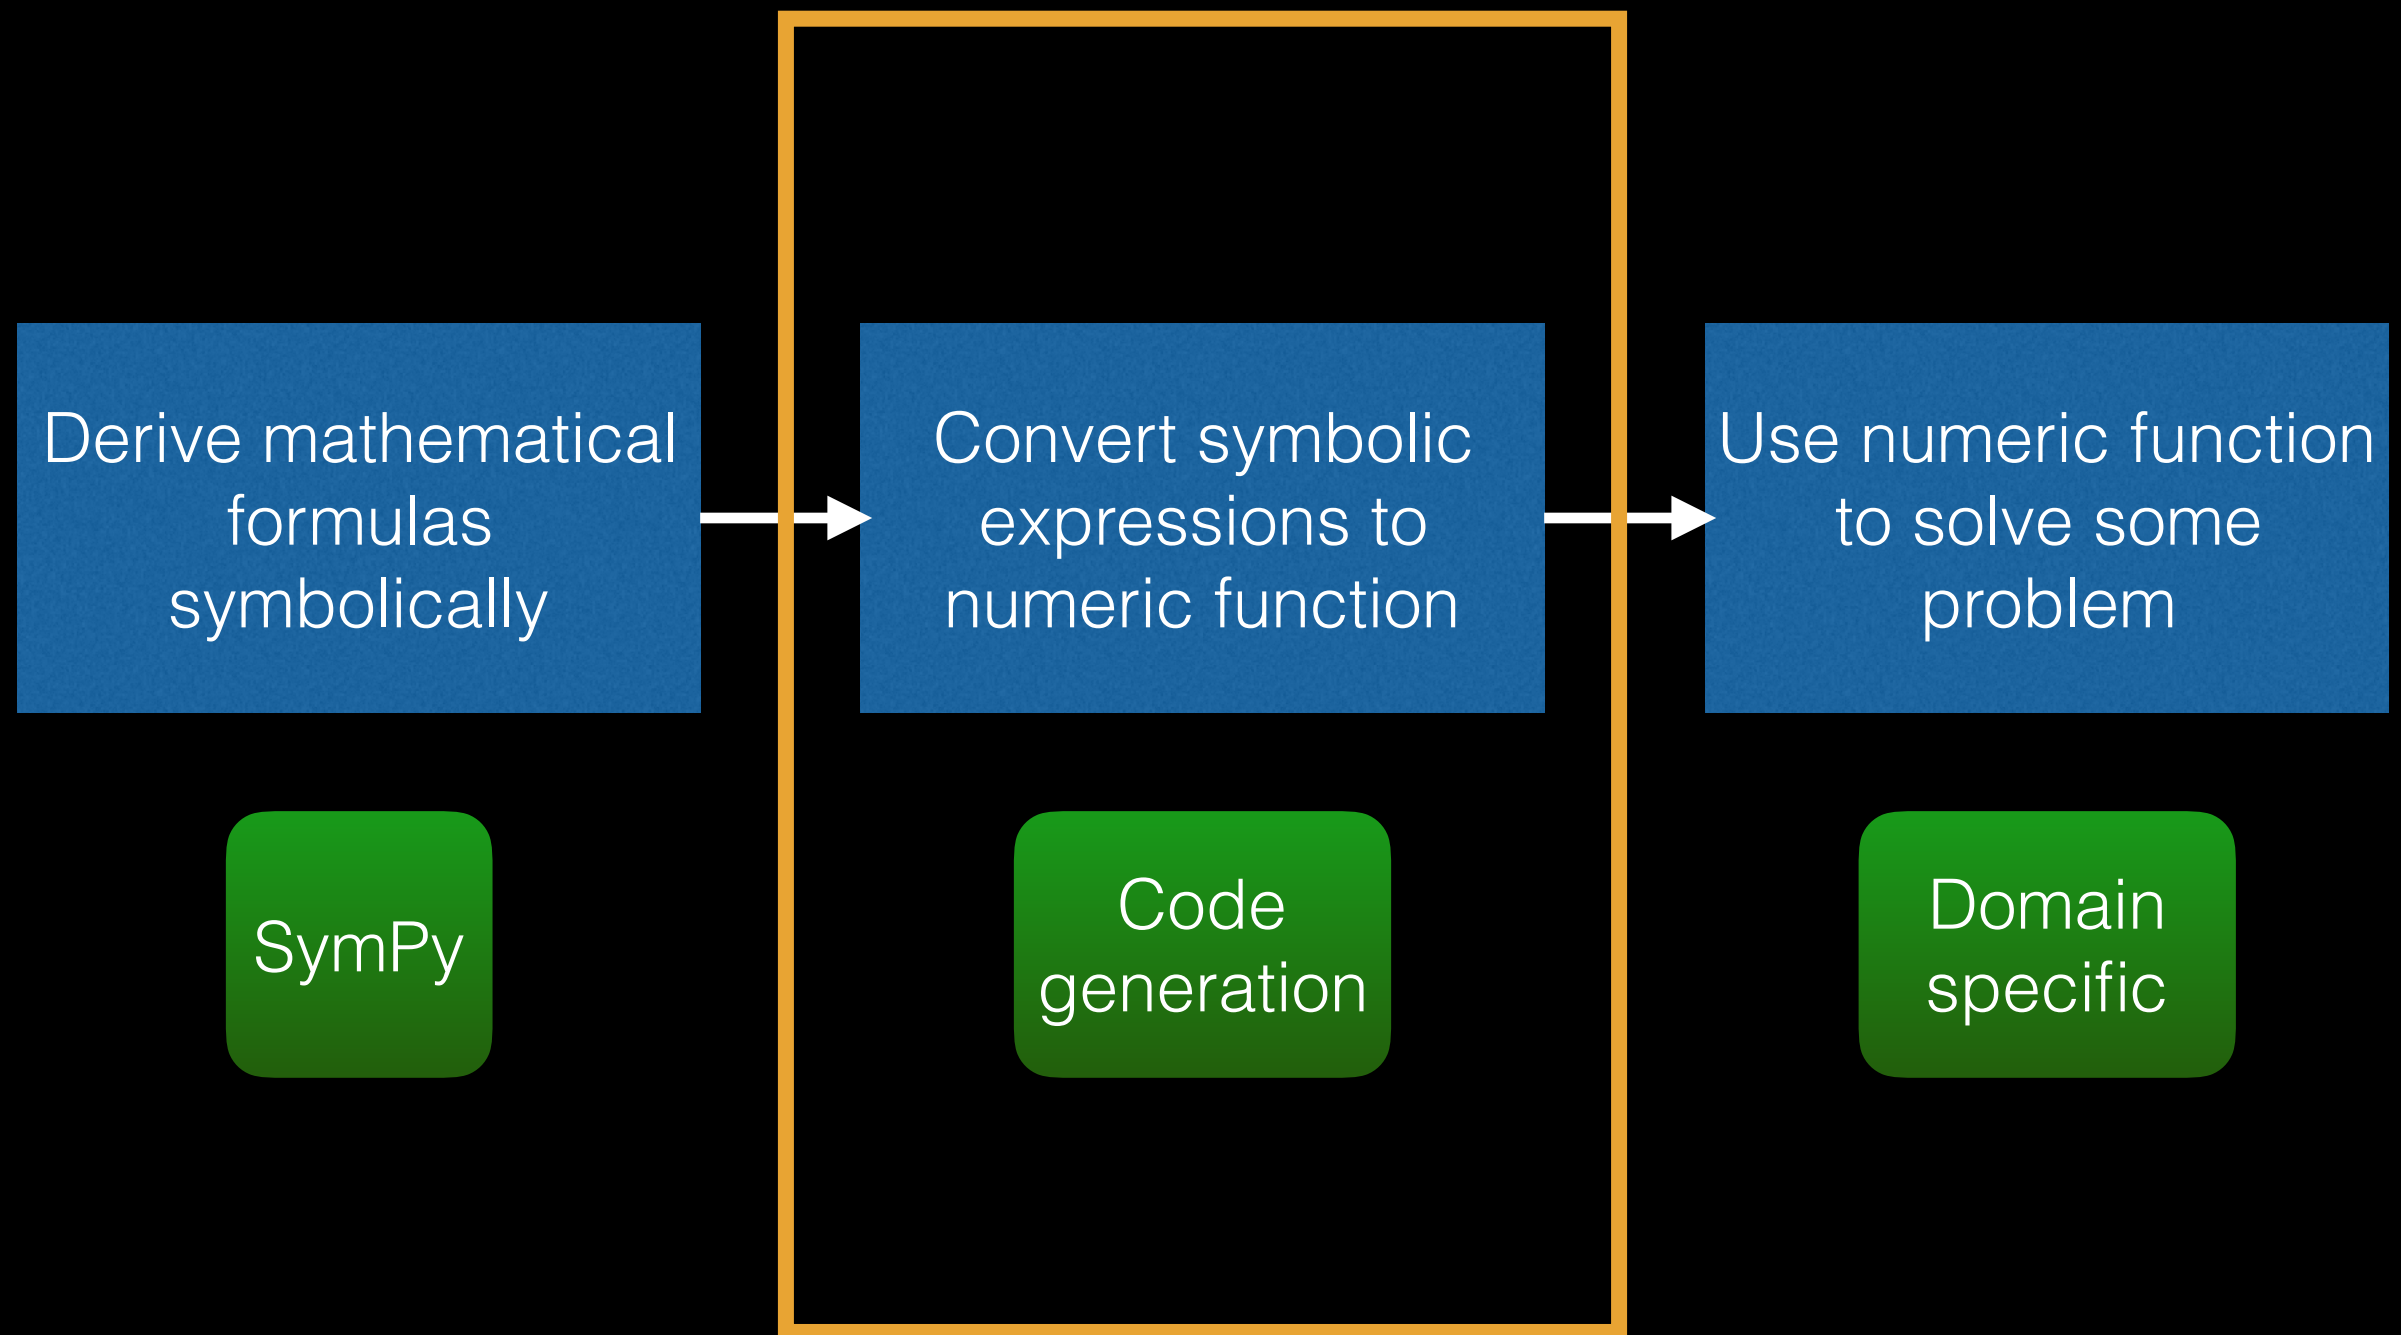 Derive mathematical
formulas
symbolically
Convert symbolic
expressions to
numeric function
Use numeric function
to solve some
problem
SymPy
Code
generation
Domain
specific